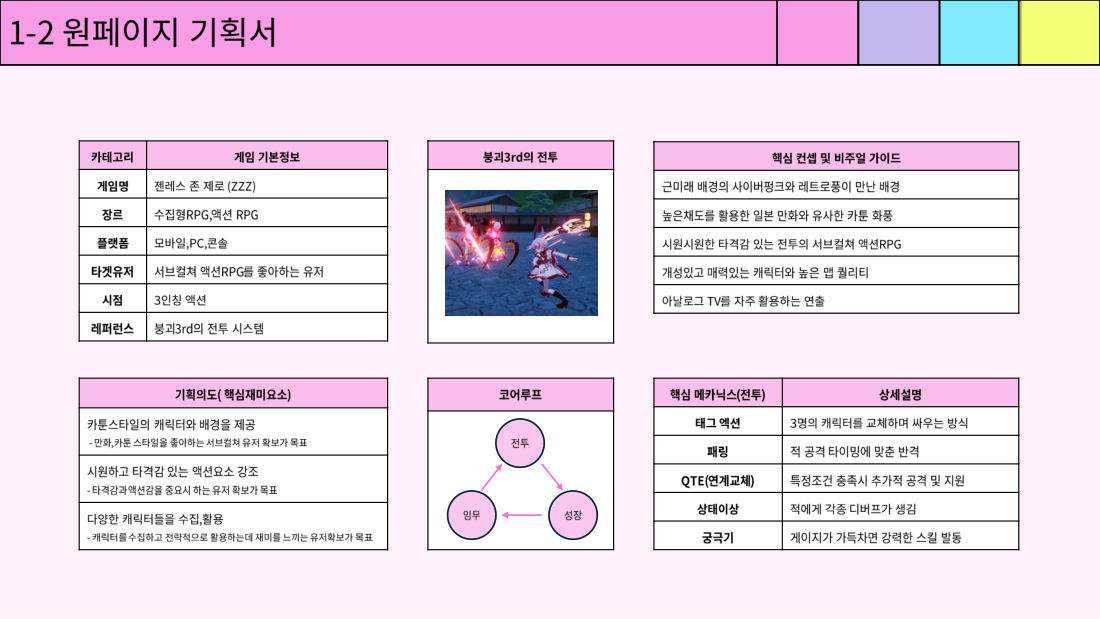 1-2 원페이지 기획서
카테고리 게임 기본정보
게임명 젠레스 존 제로 (ZZZ)
장르 수집형RPG,액션 RPG
플랫폼 모바일,PC,콘솔
타겟유저 서브컬쳐 액션RPG를 좋아하는 유저
시점 3인칭 액션
레퍼런스 붕괴3rd의 전투 시스템
붕괴3rd의 전투
핵심 컨셉 및 비주얼 가이드
근미래 배경의 사이버펑크와 레트로풍이 만난 배경
높은채도를 활용한 일본 만화와 유사한 카툰 화풍
시원시원한 타격감 있는 전투의 서브컬쳐 액션RPG
개성있고 매력있는 캐릭터와 높은 맵 퀄리티
아날로그 TV를 자주 활용하는 연출
기획의도( 핵심재미요소)
카툰스타일의 캐릭터와 배경을 제공
- 만화,카툰 스타일을 좋아하는 서브컬쳐 유저 확보가 목표
시원하고 타격감 있는 액션요소 강조
- 타격감과 액션감을 중요시 하는 유저 확보가 목표
다양한 캐릭터들을 수집,활용
- 캐릭터를 수집하고 전략적으로 활용하는데 재미를 느끼는 유저확보가 목표
코어루프
전투
임무
성장
핵심 메카닉스(전투) 상세설명
태그 엑션 3명의 캐릭터를 교체하며 싸우는 방식
패링 적 공격 타이밍에 맞춘 반격
QTE(연계교체) 특정조건 충족시 추가적 공격 및 지원
상태이상 적에게 각종 디버프가 생김
궁극기 게이지가 가득차면 강력한 스킬 발동